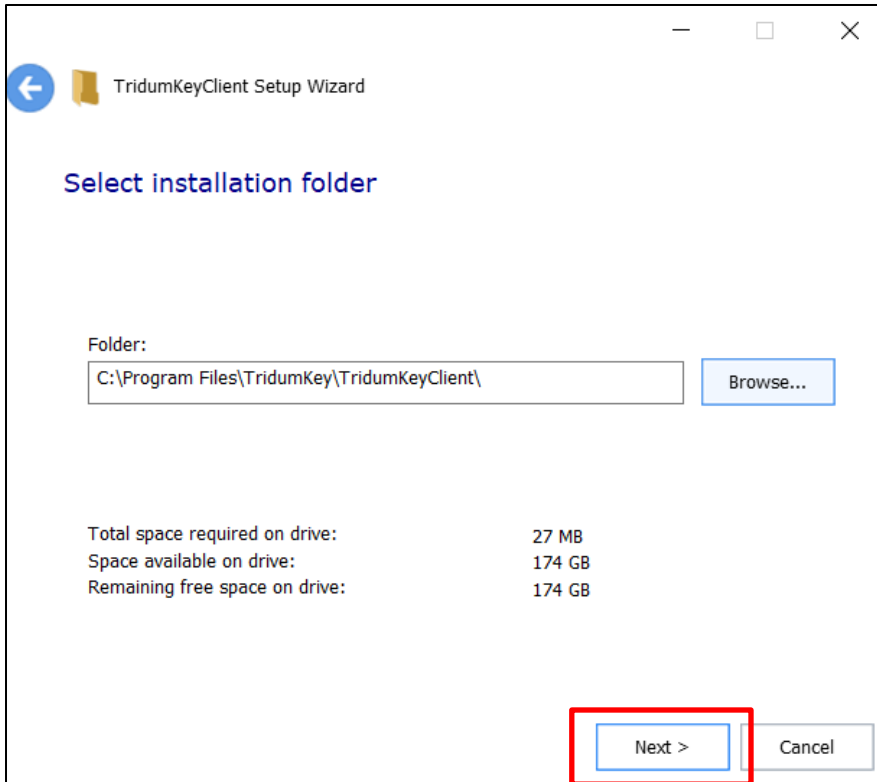 TridumKeyClient Setup Wizard
Select installation folder
Folder:
C:\Program Files\TridumKey\TridumKeyClient\
Browse...
Total space required on drive: 27 MB
Space available on drive: 174 GB
Remaining free space on drive: 174 GB
Next > Cancel